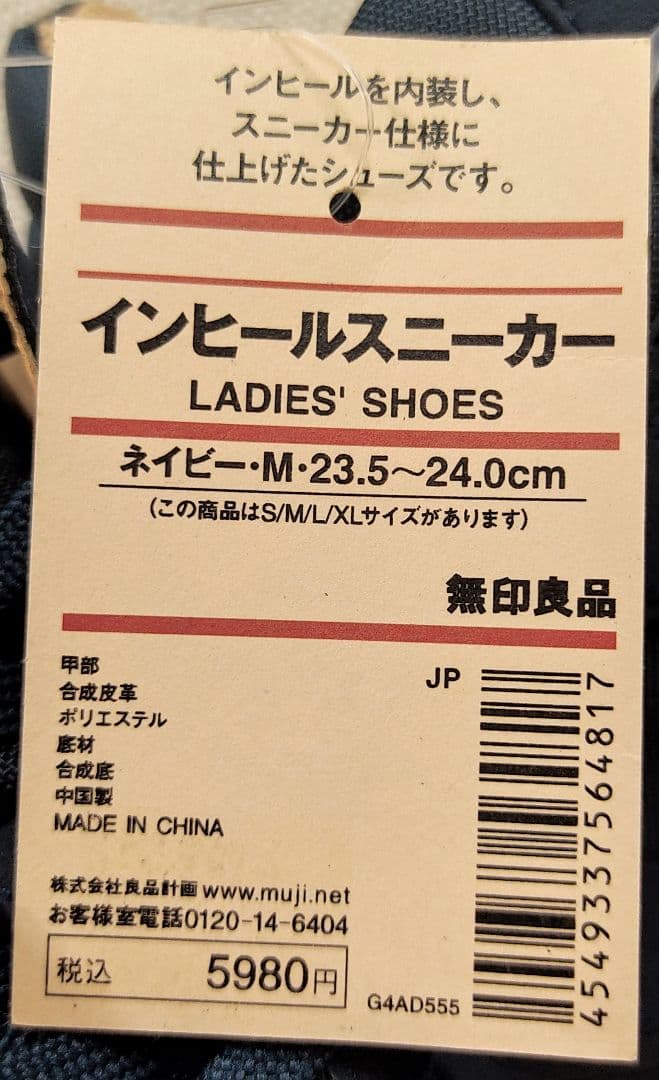 インヒールを内装し、
スニーカー仕様に
仕上げたシューズです。
インヒールスニーカー
LADIES' SHOES
ネイビー・M・23.5〜24.0cm
(この商品はS/M/L/XLサイズがあります)
無印良品
甲部
合成皮革
ポリエステル
底材
合成底
中国製
MADE IN CHINA
株式会社良品計画 www.muji.net
お客様室電話0120-14-6404
税込 5980円
JP
G4AD555
4549337564817